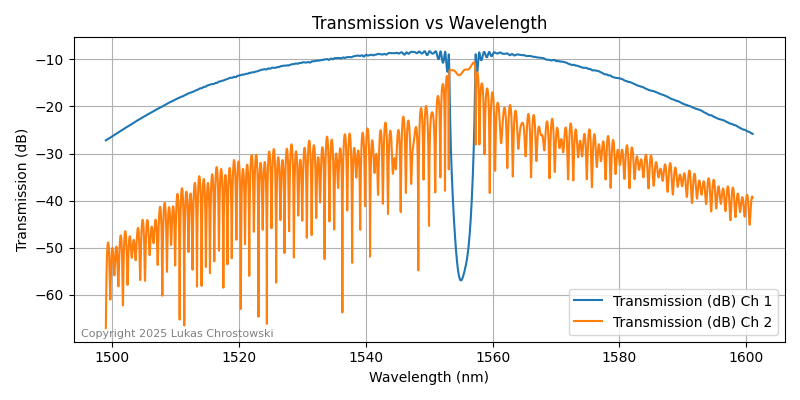 Transmission vs Wavelength
Transmission (dB)
−10
−20
−30
−40
−50
−60
Transmission (dB) Ch 1
Transmission (dB) Ch 2
Copyright 2025 Lukas Chrostowski
1500
1520
1540
1560
1580
1600
Wavelength (nm)